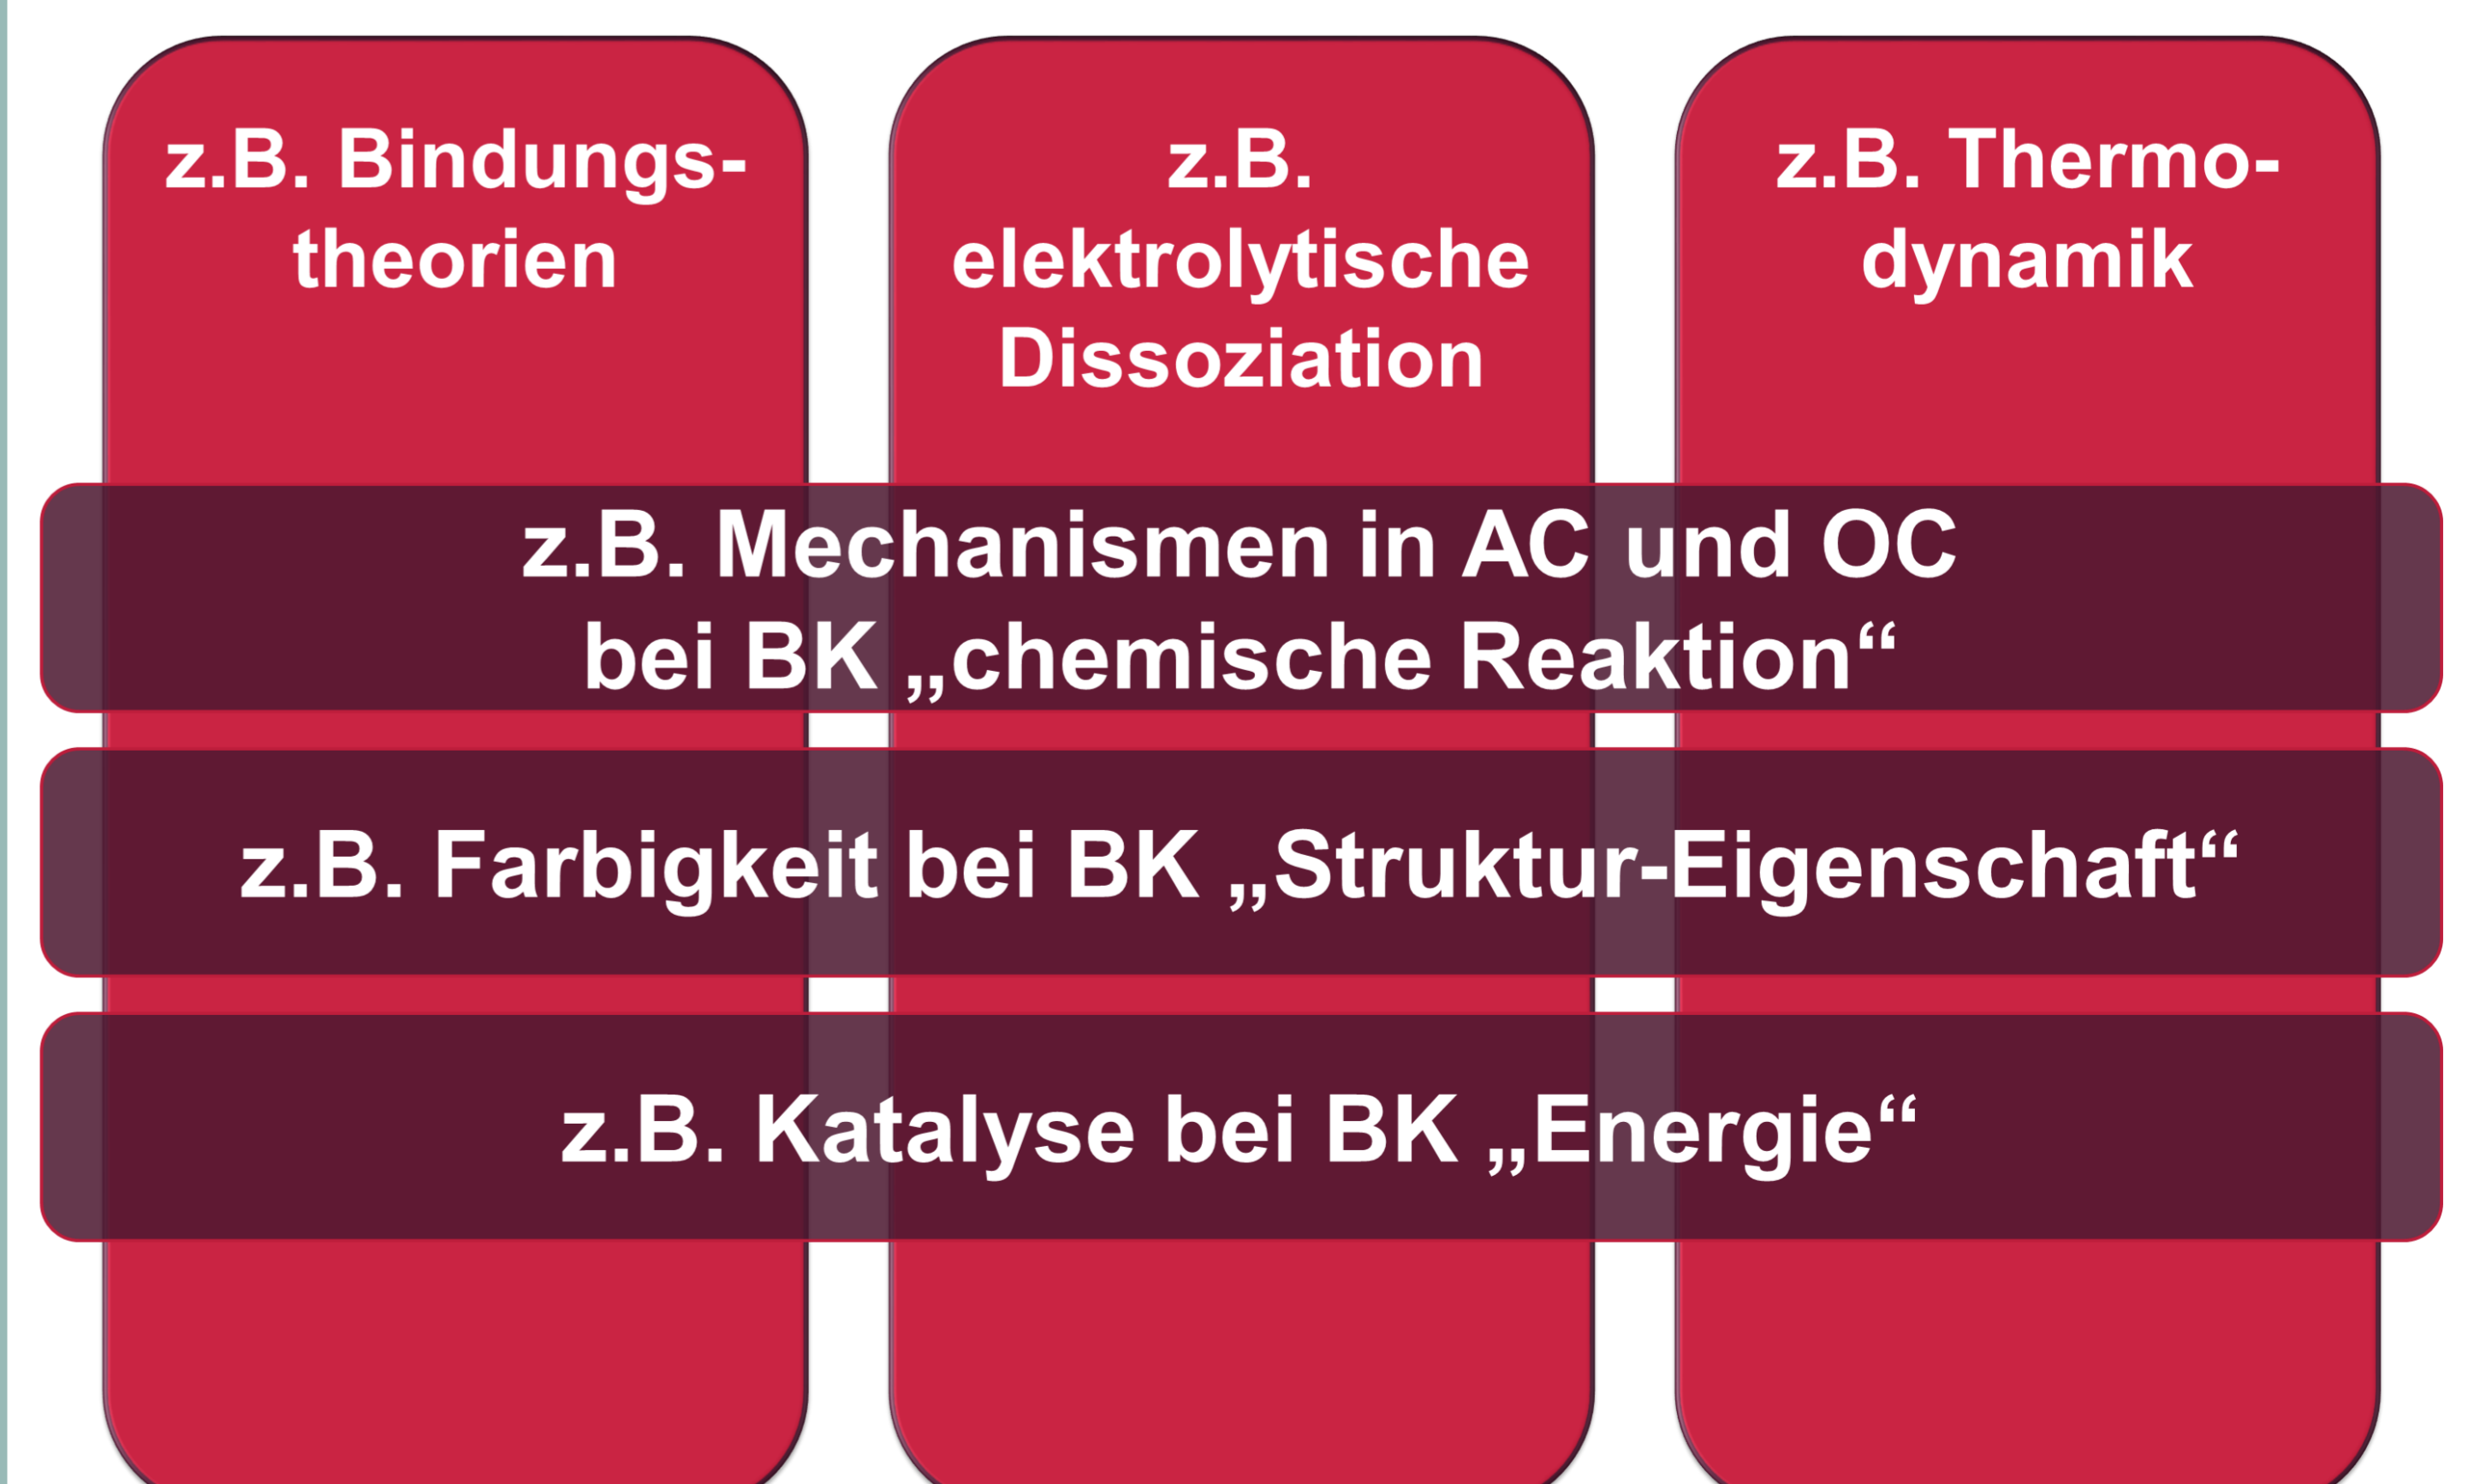 z.B. Bindungs-
theorien
z.B.
elektrolytische
Dissoziation
z.B. Thermo-
dynamik
z.B. Mechanismen in AC und OC
bei BK „chemische Reaktion“
z.B. Farbigkeit bei BK „Struktur-Eigenschaft“
z.B. Katalyse bei BK „Energie“